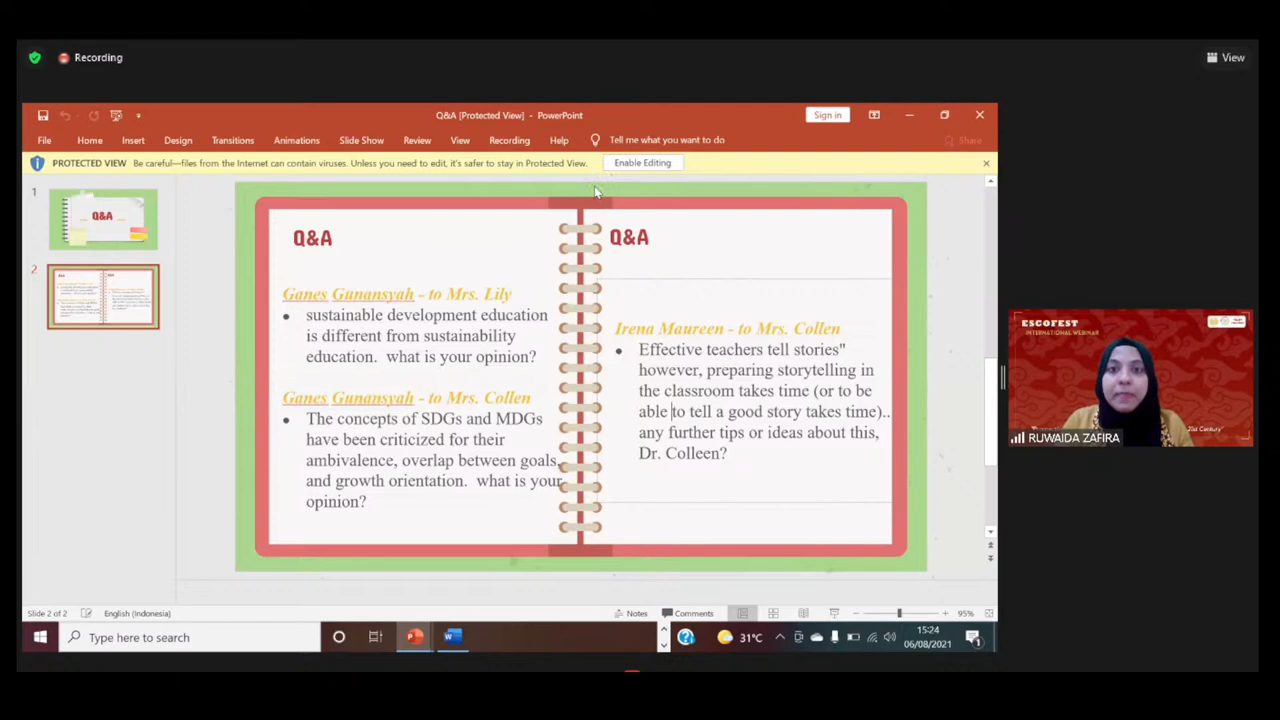 Recording
View
Q&A [Protected View] - PowerPoint
Sign in
File Home Insert Design Transitions Animations Slide Show Review View Recording Help Tell me what you want to do Share
PROTECTED VIEW Be careful—files from the Internet can contain viruses. Unless you need to edit, it's safer to stay in Protected View. Enable Editing
1
Q&A
2
Q&A
Ganes Gunansyah - to Mrs. Lily
sustainable development education
is different from sustainability
education. what is your opinion?
Ganes Gunansyah - to Mrs. Collen
The concepts of SDGs and MDGs
have been criticized for their
ambivalence, overlap between goals,
and growth orientation. what is your
opinion?
Q&A
Irena Maureen - to Mrs. Collen
Effective teachers tell stories"
however, preparing storytelling in
the classroom takes time (or to be
able to tell a good story takes time)..
any further tips or ideas about this,
Dr. Colleen?
ESCOFEST
INTERNATIONAL WEBINAR
21st Century"
RUWAIDA ZAFIRA
Slide 2 of 2 English (Indonesia) Notes Comments 95%
Type here to search
31°C
15:24
06/08/2021
1